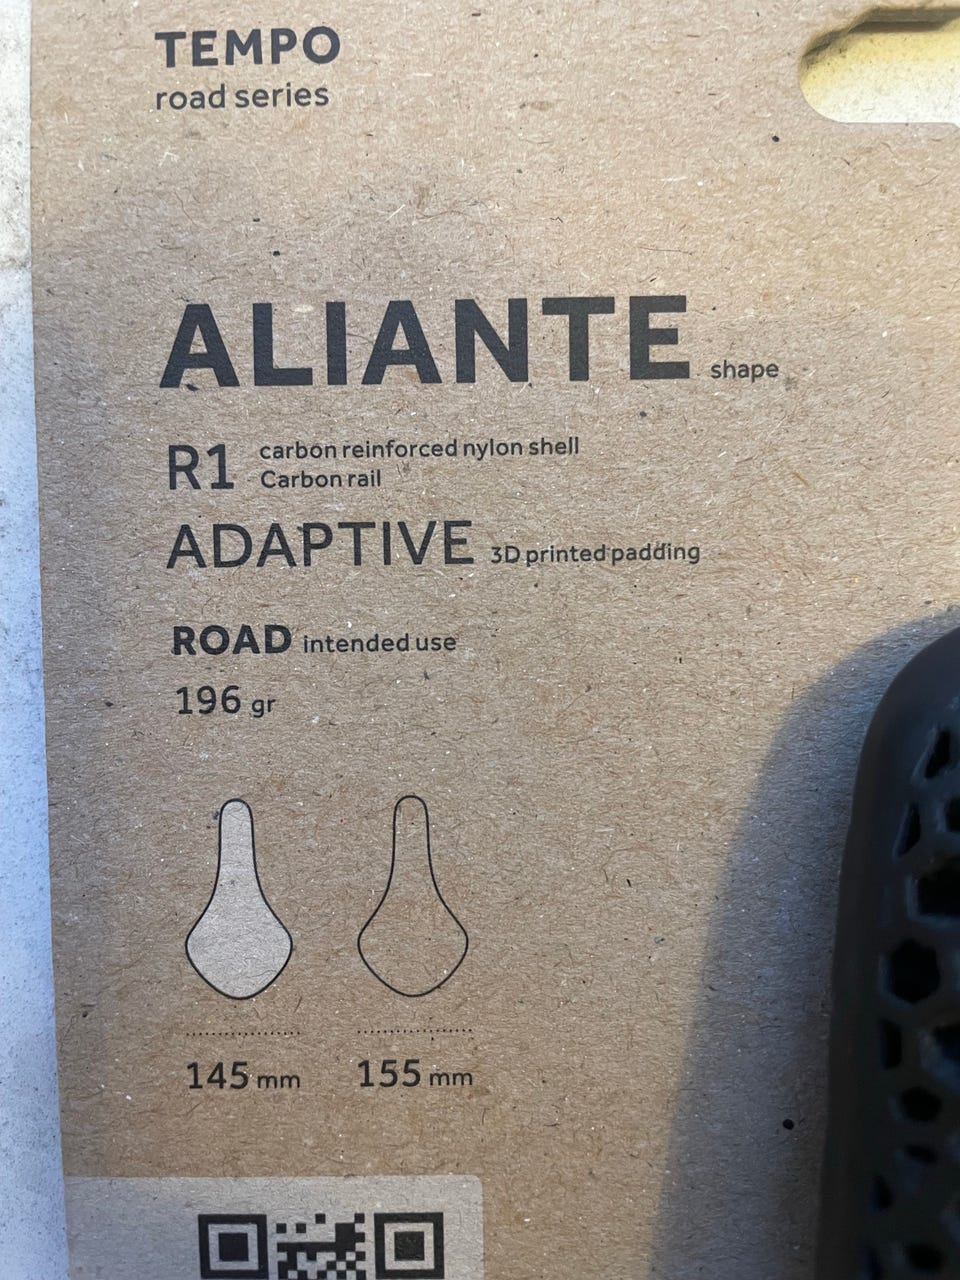 TEMPO
road series
ALIANTE shape
R1 carbon reinforced nylon shell
Carbon rail
ADAPTIVE 3D printed padding
ROAD intended use
196 gr
145 mm 155 mm